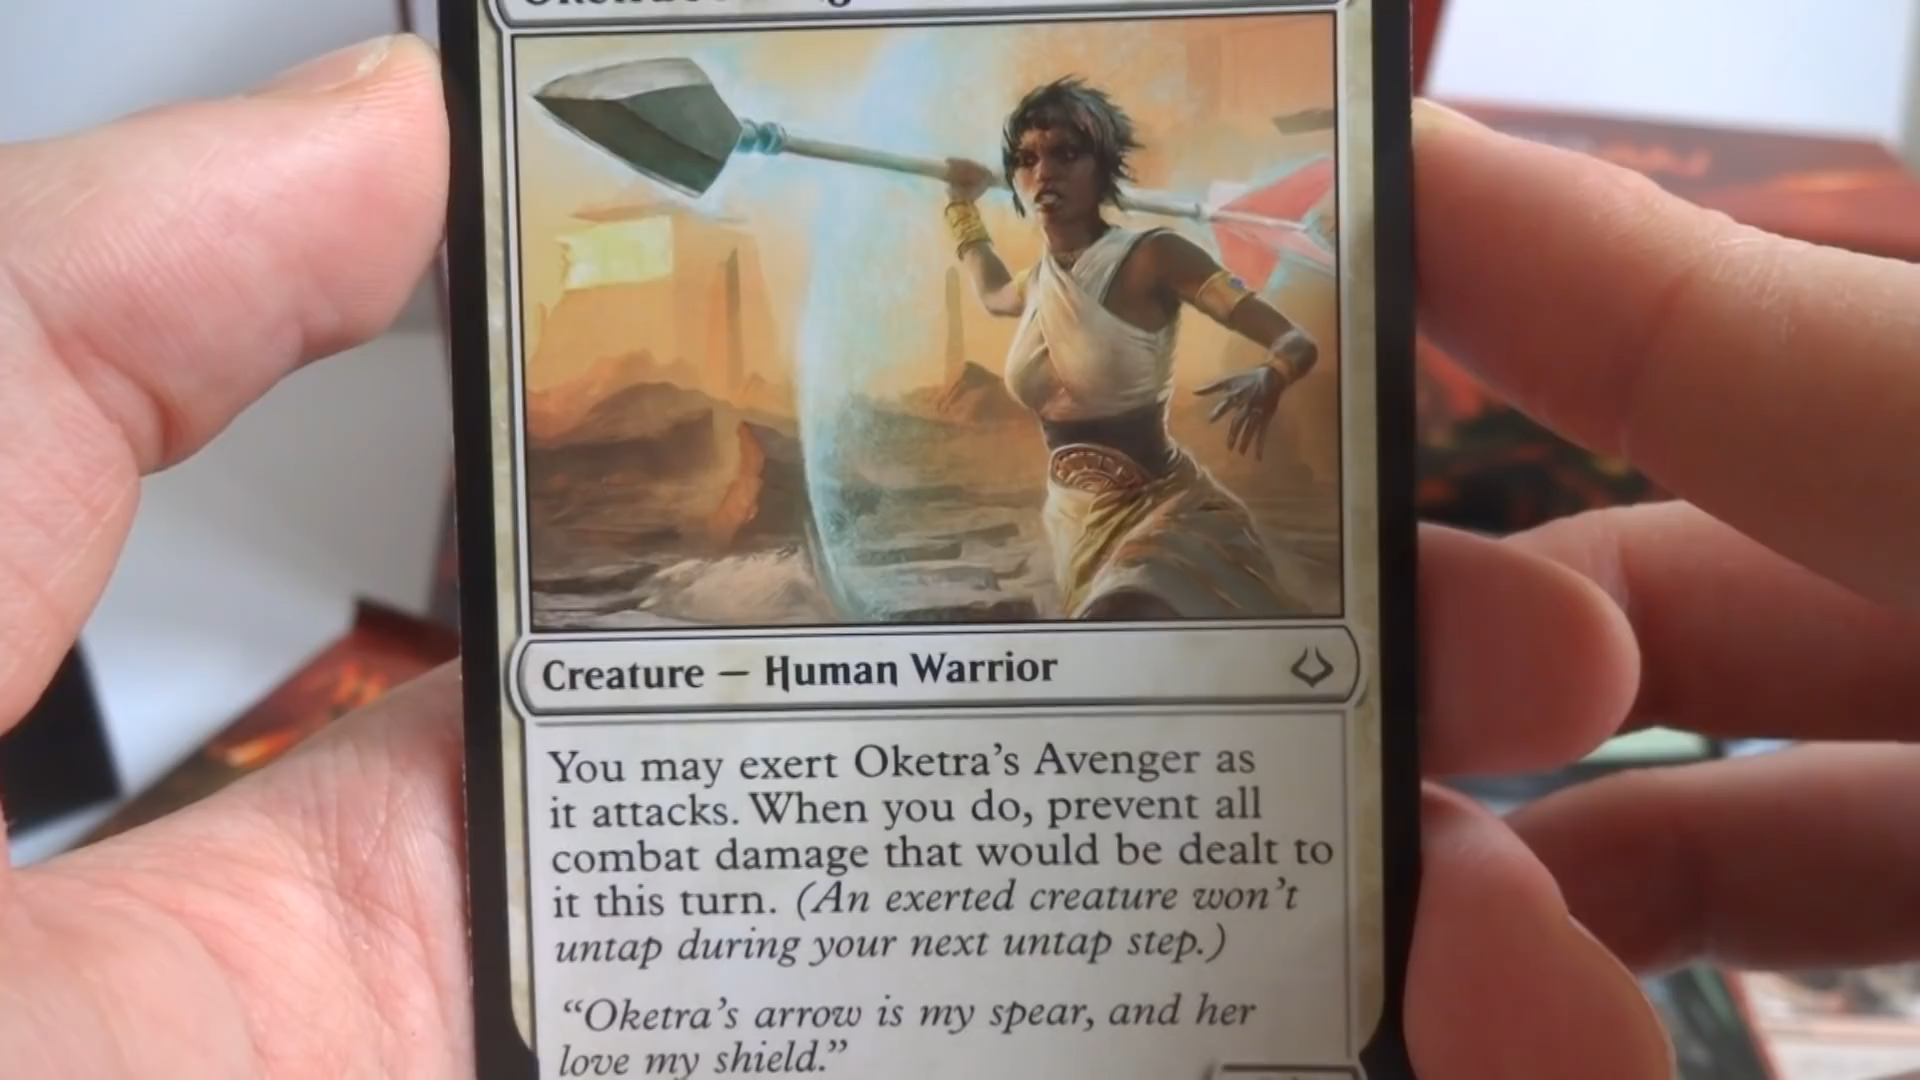 Creature — Human Warrior
You may exert Oketra's Avenger as
it attacks. When you do, prevent all
combat damage that would be dealt to
it this turn. (An exerted creature won't
untap during your next untap step.)
"Oketra's arrow is my spear, and her
love my shield."